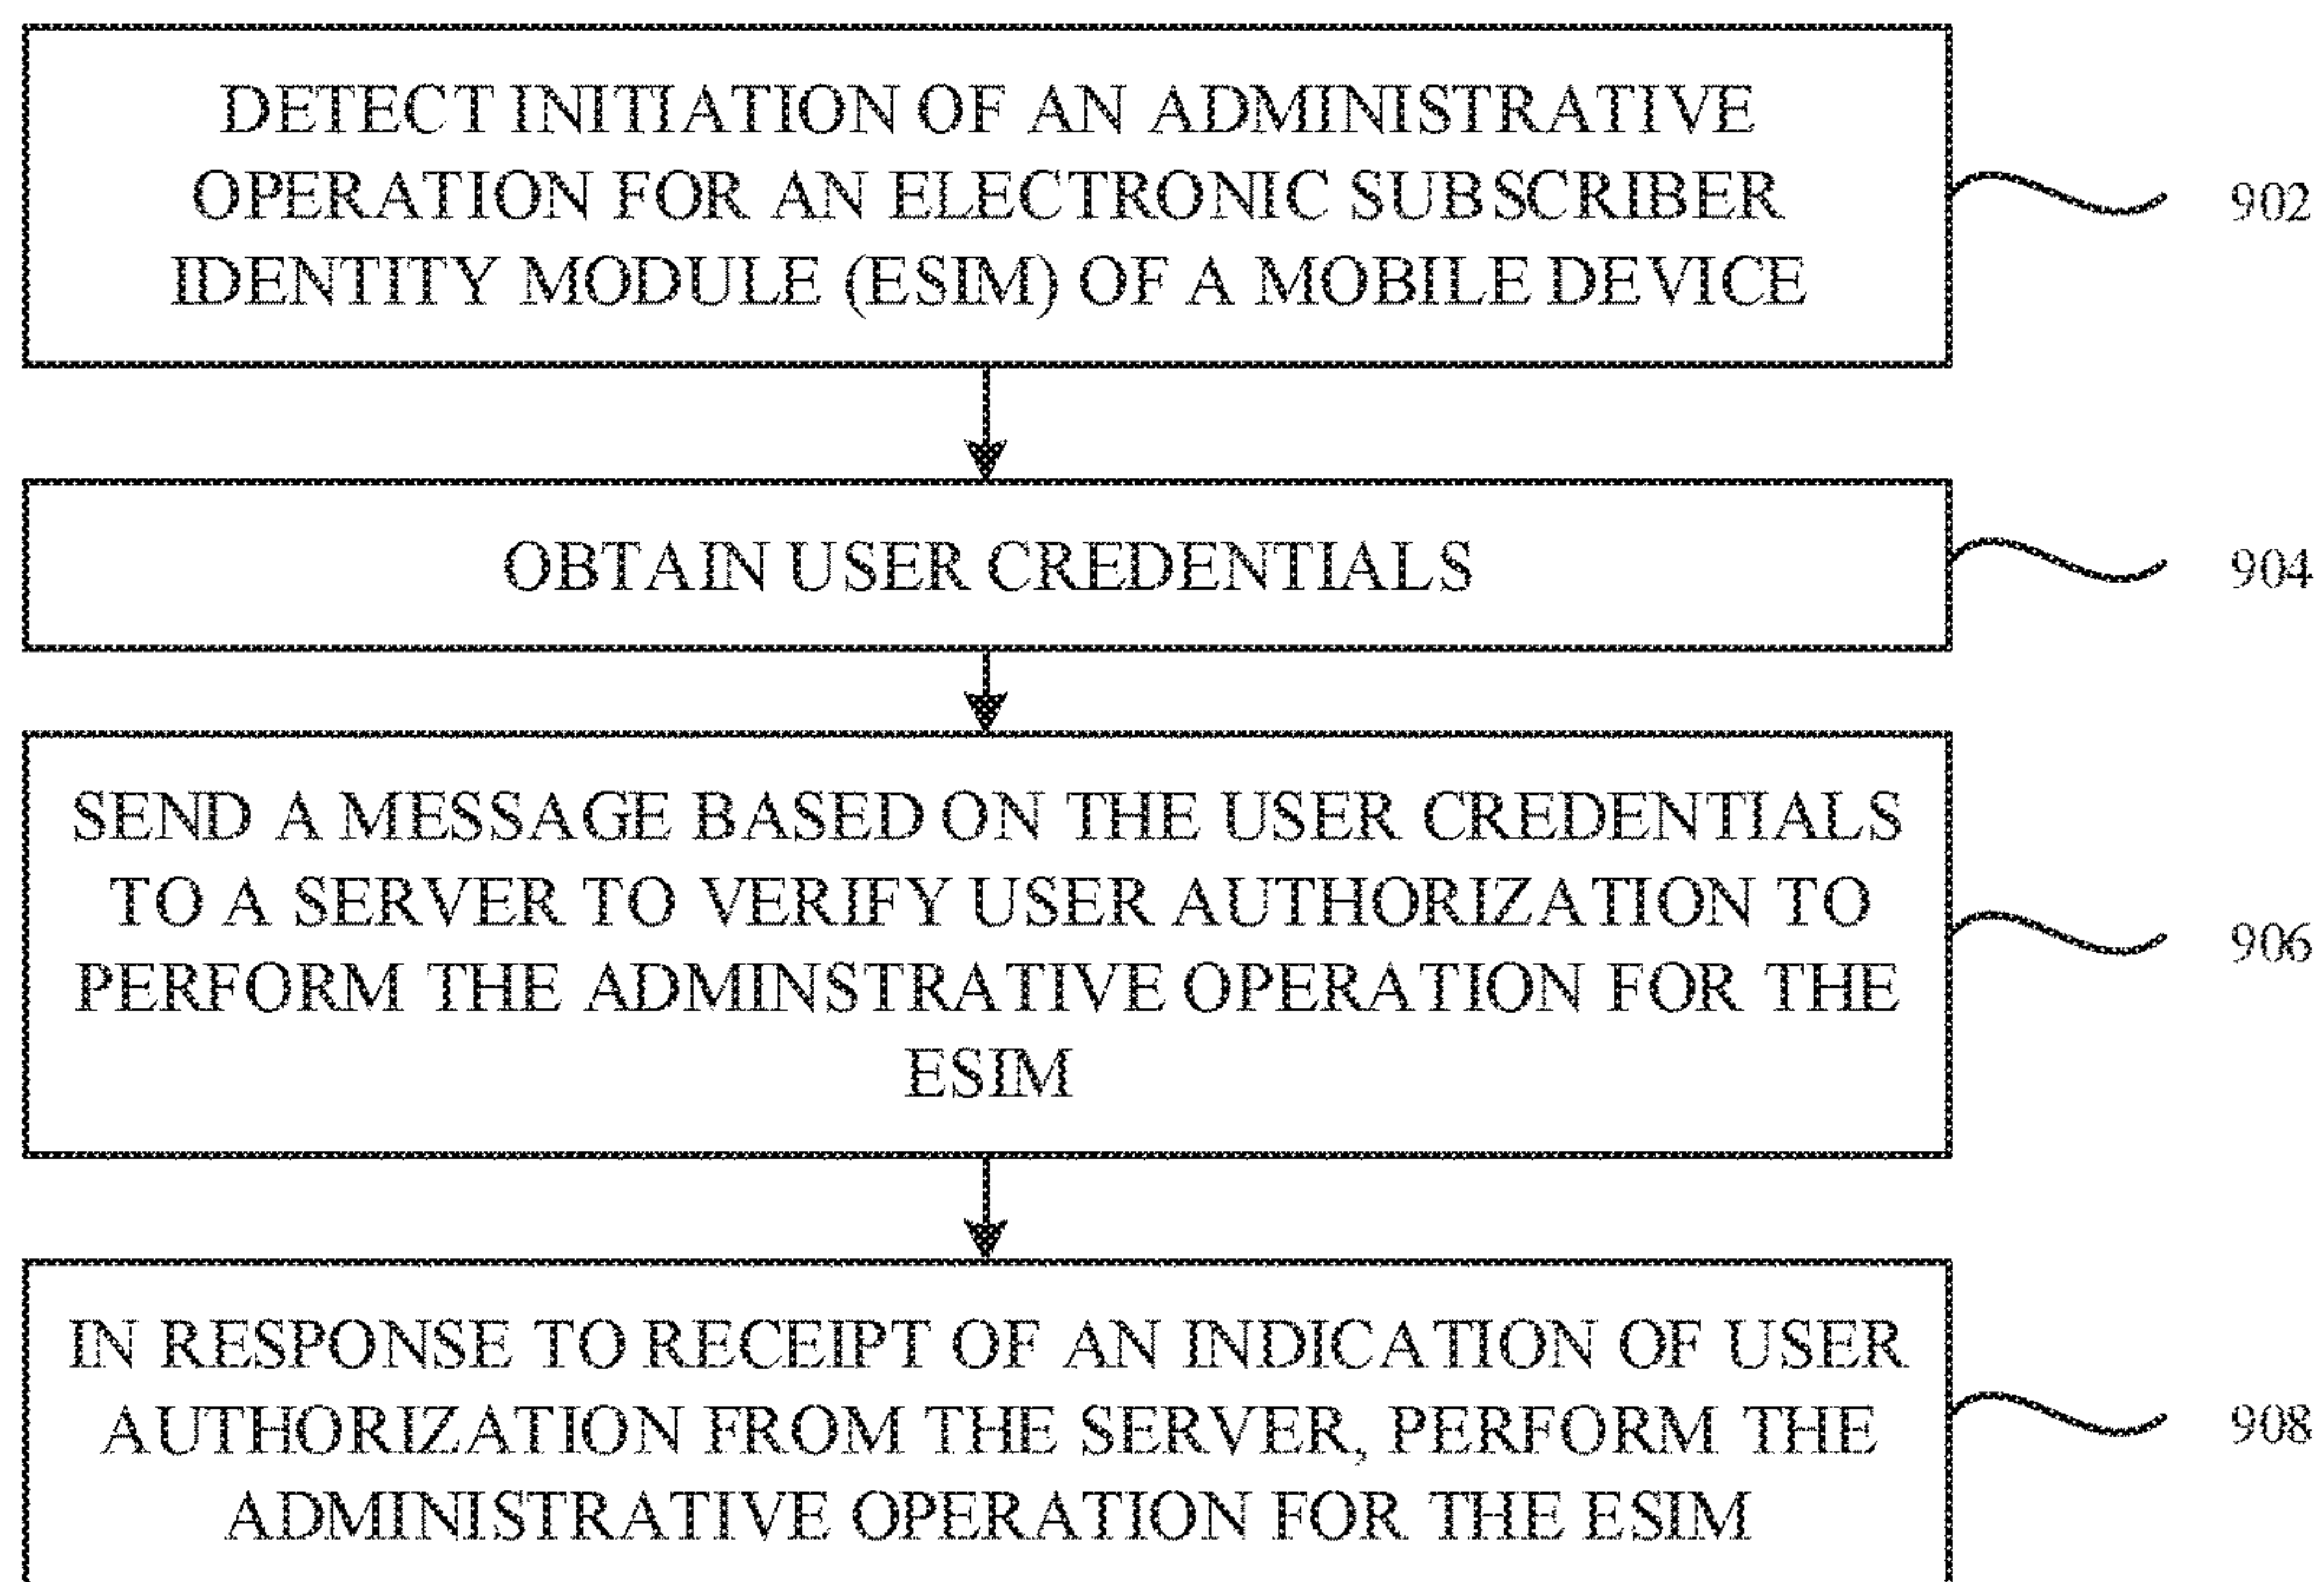 DETECT INITIATION OF AN ADMINISTRATIVE
OPERATION FOR AN ELECTRONIC SUBSCRIBER
IDENTITY MODULE (ESIM) OF A MOBILE DEVICE
902
OBTAIN USER CREDENTIALS
904
SEND A MESSAGE BASED ON THE USER CREDENTIALS
TO A SERVER TO VERIFY USER AUTHORIZATION TO
PERFORM THE ADMINSTRATIVE OPERATION FOR THE
ESIM
906
IN RESPONSE TO RECEIPT OF AN INDICATION OF USER
AUTHORIZATION FROM THE SERVER, PERFORM THE
ADMINISTRATIVE OPERATION FOR THE ESIM
908